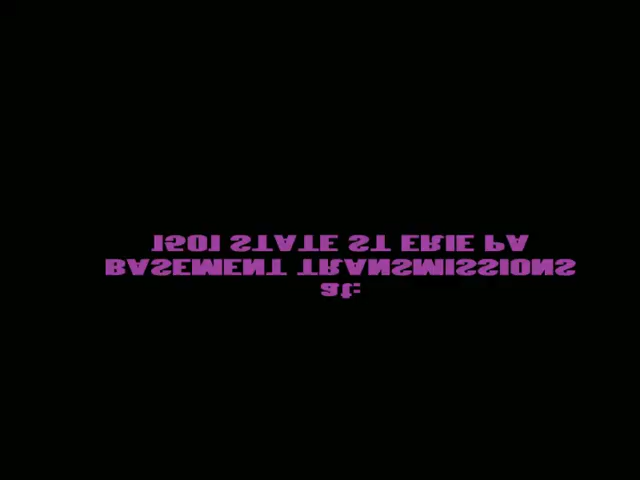 at:
BASEMENT TRANSMISSIONS
1501 STATE ST ERIE PA